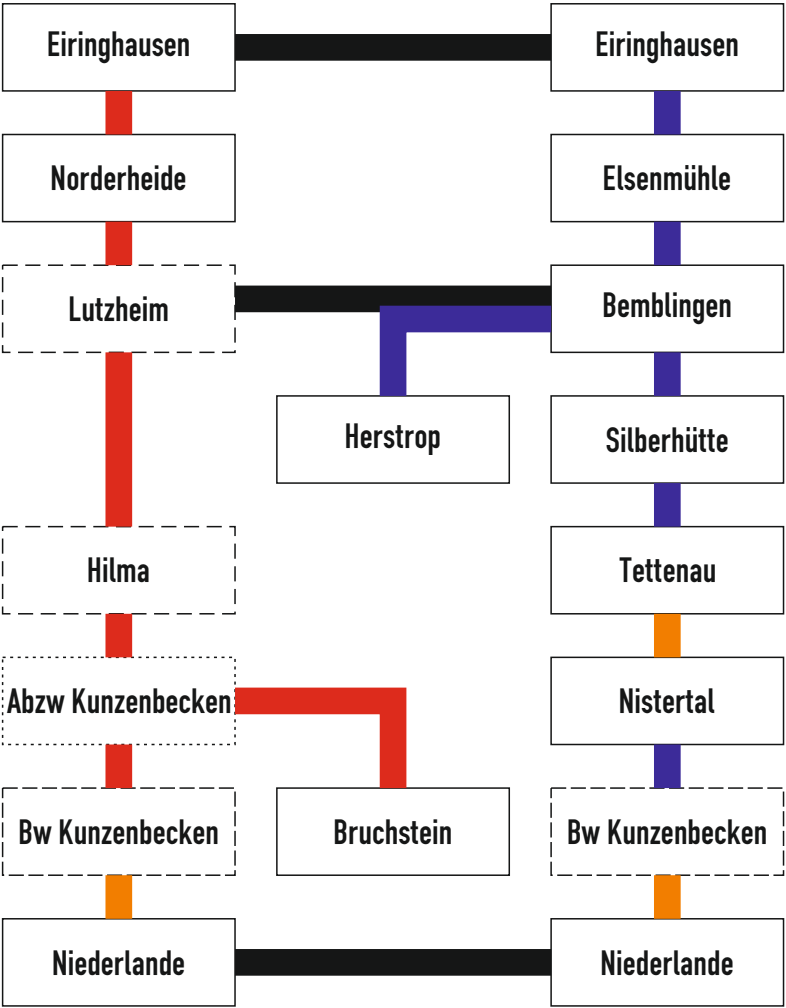 Eiringhausen
Eiringhausen
Norderheide
Elsenmühle
Lutzheim
Bemblingen
Herstrop
Silberhütte
Hilma
Tettenau
Abzw Kunzenbecken
Nistertal
Bw Kunzenbecken
Bruchstein
Bw Kunzenbecken
Niederlande
Niederlande